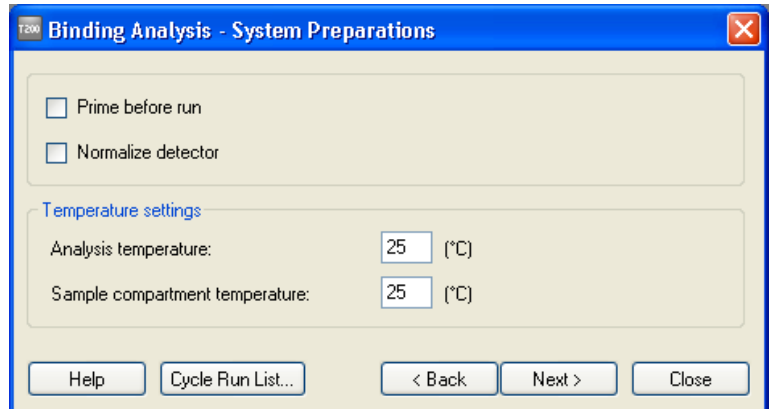 T200 Binding Analysis - System Preparations
Prime before run
Normalize detector
Temperature settings
Analysis temperature: 25 (°C)
Sample compartment temperature: 25 (°C)
Help Cycle Run List... < Back Next > Close